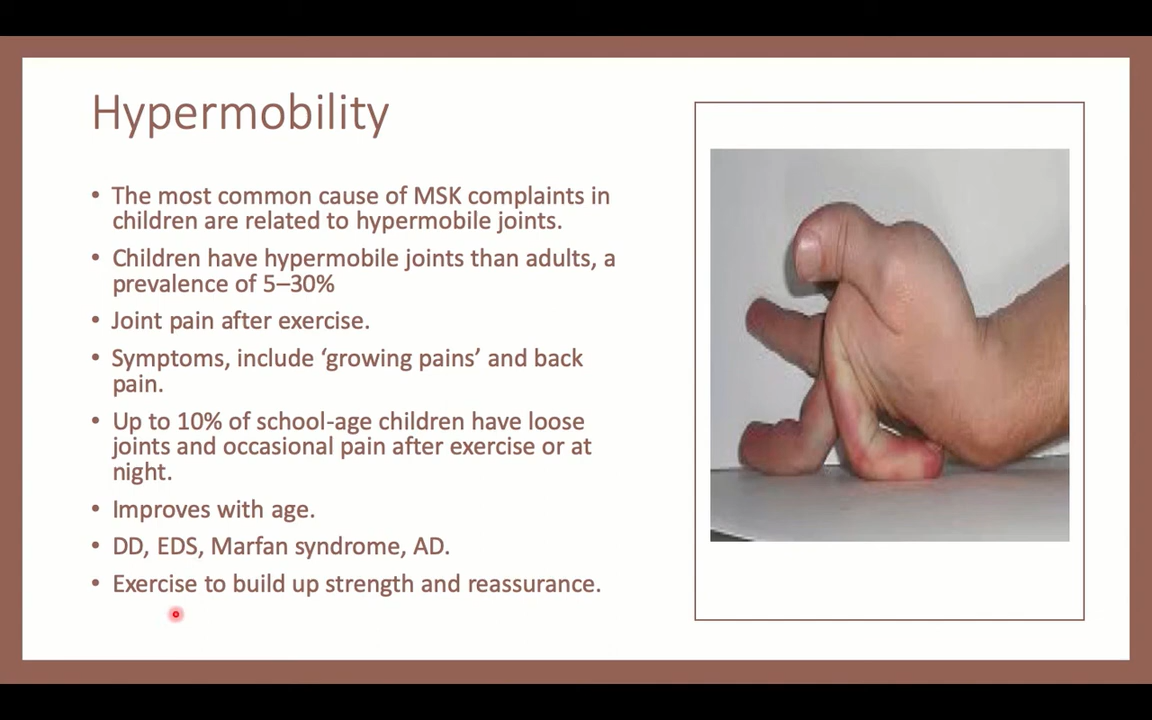 Hypermobility
• The most common cause of MSK complaints in
children are related to hypermobile joints.
• Children have hypermobile joints than adults, a
prevalence of 5–30%
• Joint pain after exercise.
• Symptoms, include ‘growing pains’ and back
pain.
• Up to 10% of school-age children have loose
joints and occasional pain after exercise or at
night.
• Improves with age.
• DD, EDS, Marfan syndrome, AD.
• Exercise to build up strength and reassurance.